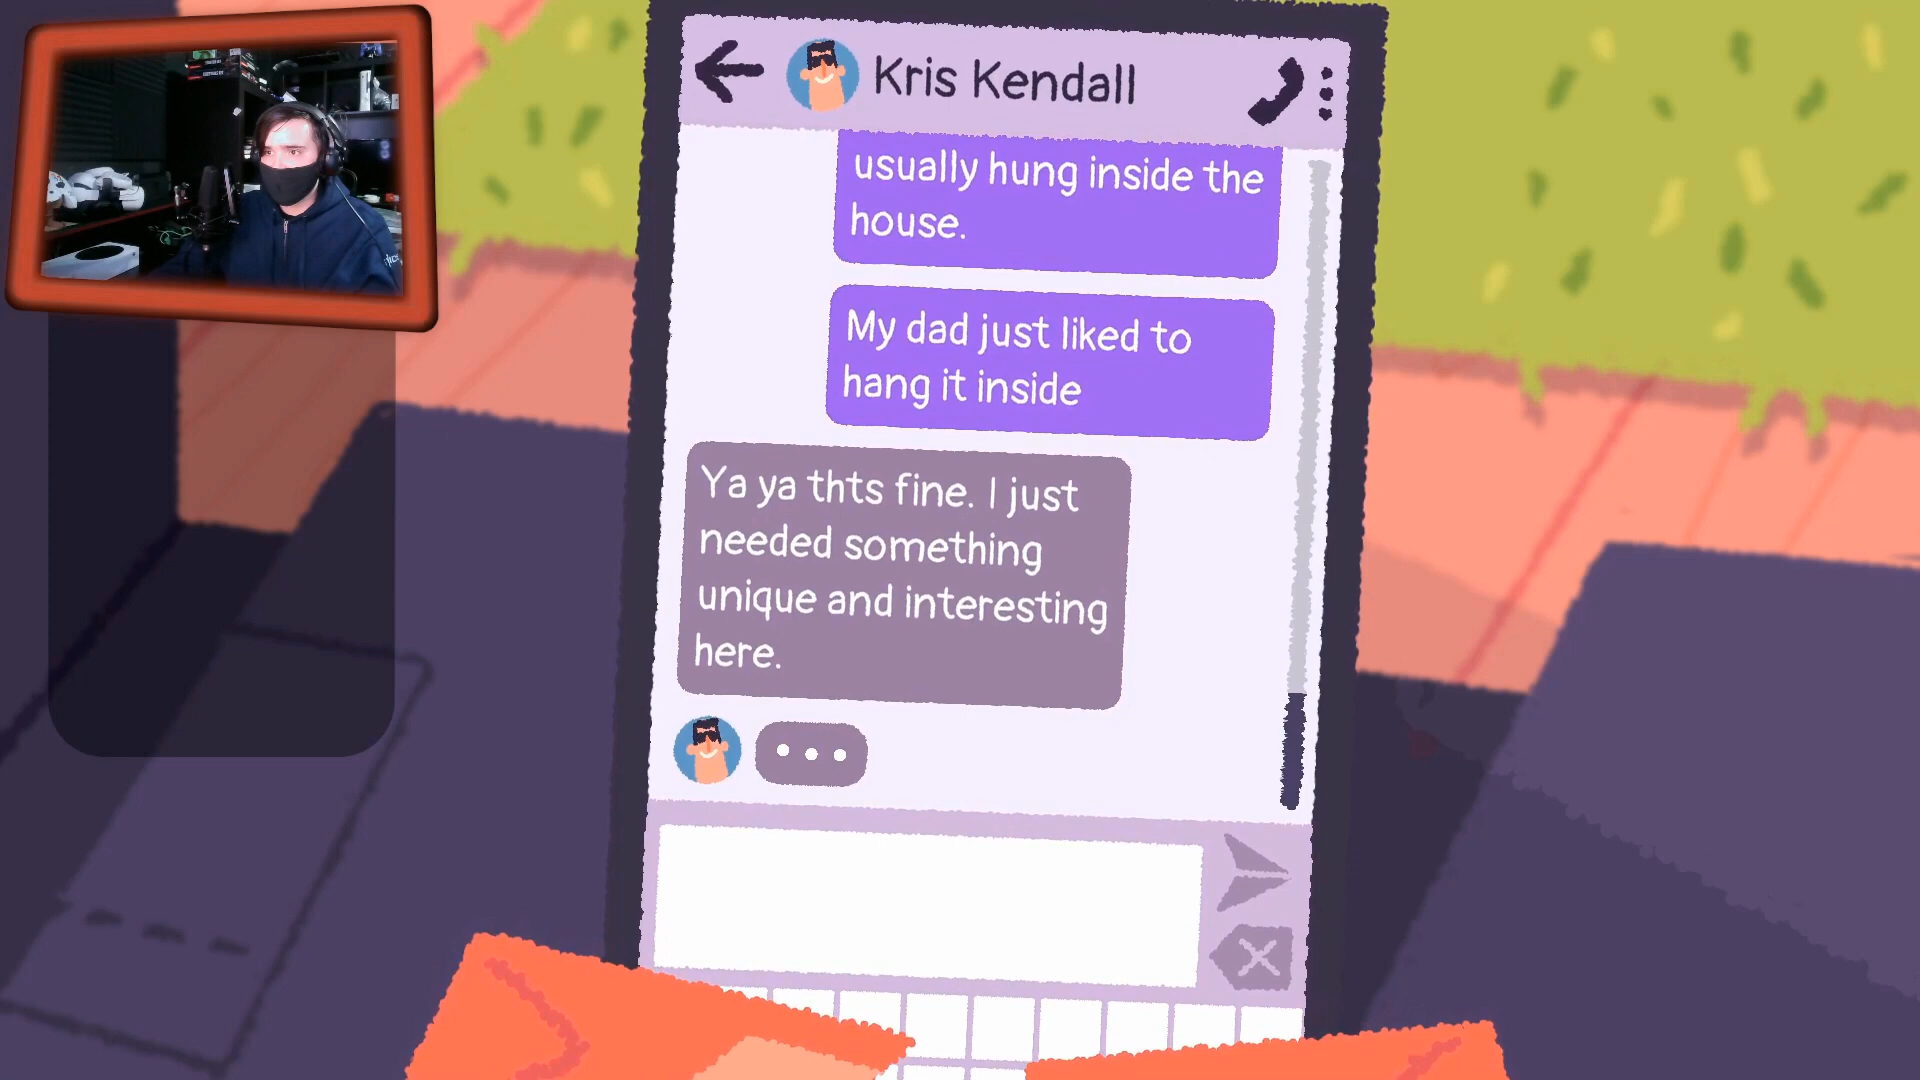 Kris Kendall
usually hung inside the
house.
My dad just liked to
hang it inside
Ya ya thts fine. I just
needed something
unique and interesting
here.